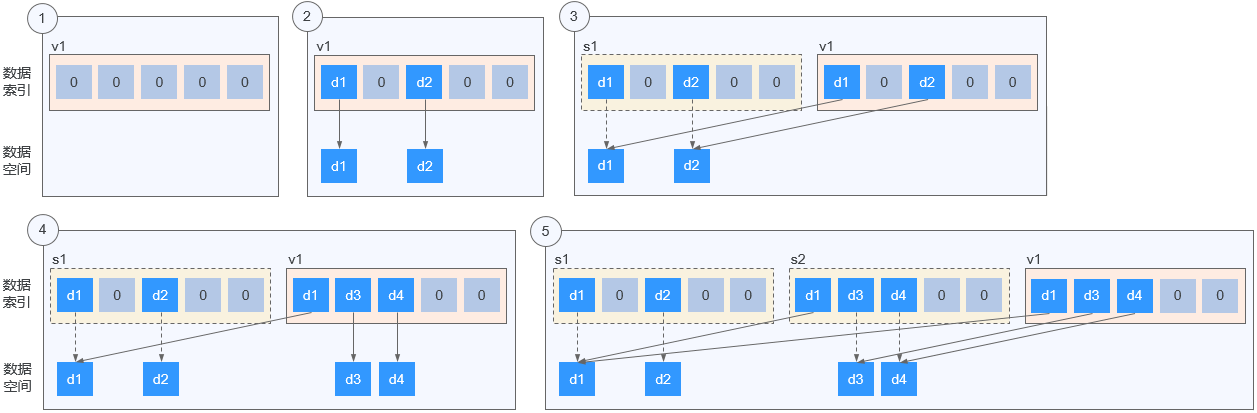 1
v1
数据
索引
0 0 0 0 0
数据
空间
2
v1
d1 0 d2 0 0
d1 d2
3
s1 v1
d1 0 d2 0 0 d1 0 d2 0 0
d1 d2
4
s1 v1
数据
索引
d1 0 d2 0 0 d1 d3 d4 0 0
数据
空间
d1 d2 d3 d4
5
s1 s2 v1
d1 0 d2 0 0 d1 d3 d4 0 0 d1 d3 d4 0 0
d1 d2 d3 d4